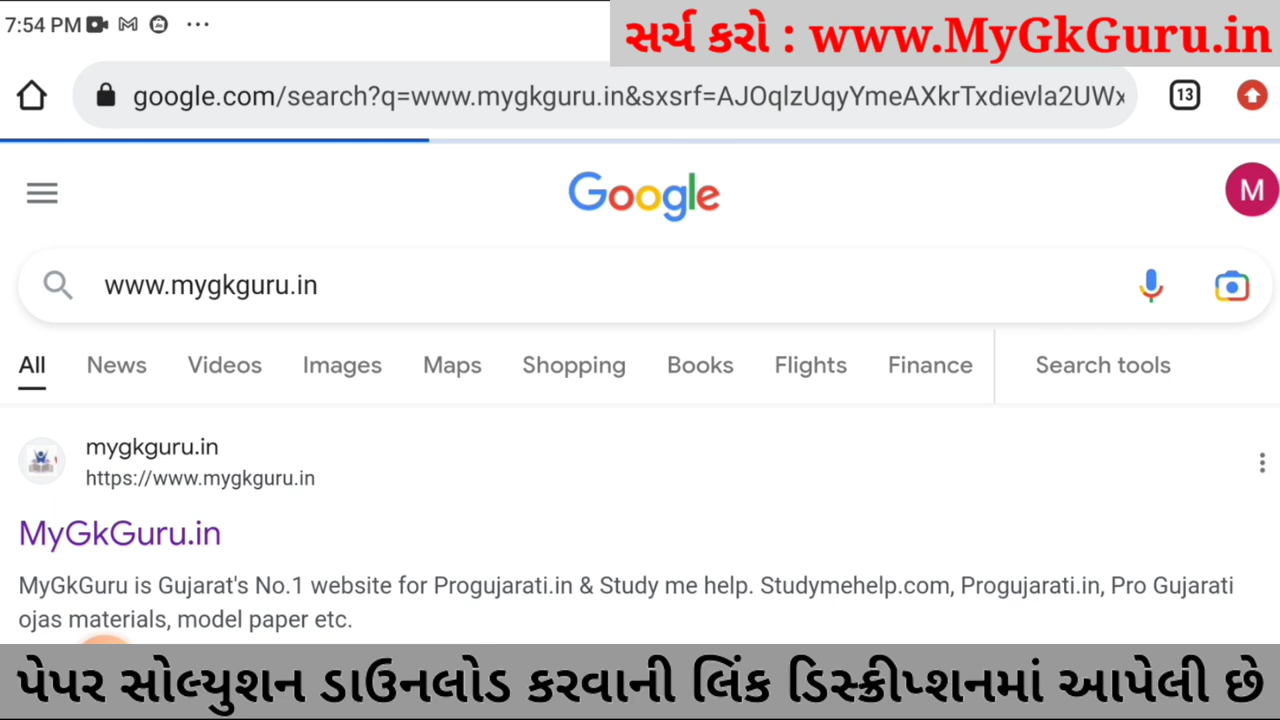 7:54 PM
સર્ચ કરો : www.MyGkGuru.in
google.com/search?q=www.mygkguru.in&sxsrf=AJOqlzUqyYmeAXkrTxdievla2UWx
13
Google
M
www.mygkguru.in
All News Videos Images Maps Shopping Books Flights Finance Search tools
mygkguru.in
https://www.mygkguru.in
MyGkGuru.in
MyGkGuru is Gujarat's No.1 website for Progujarati.in & Study me help. Studymehelp.com, Progujarati.in, Pro Gujarati
ojas materials, model paper etc.
પેપર સોલ્યુશન ડાઉનલોડ કરવાની લિંક ડિસ્ક્રીપ્શનમાં આપેલી છે